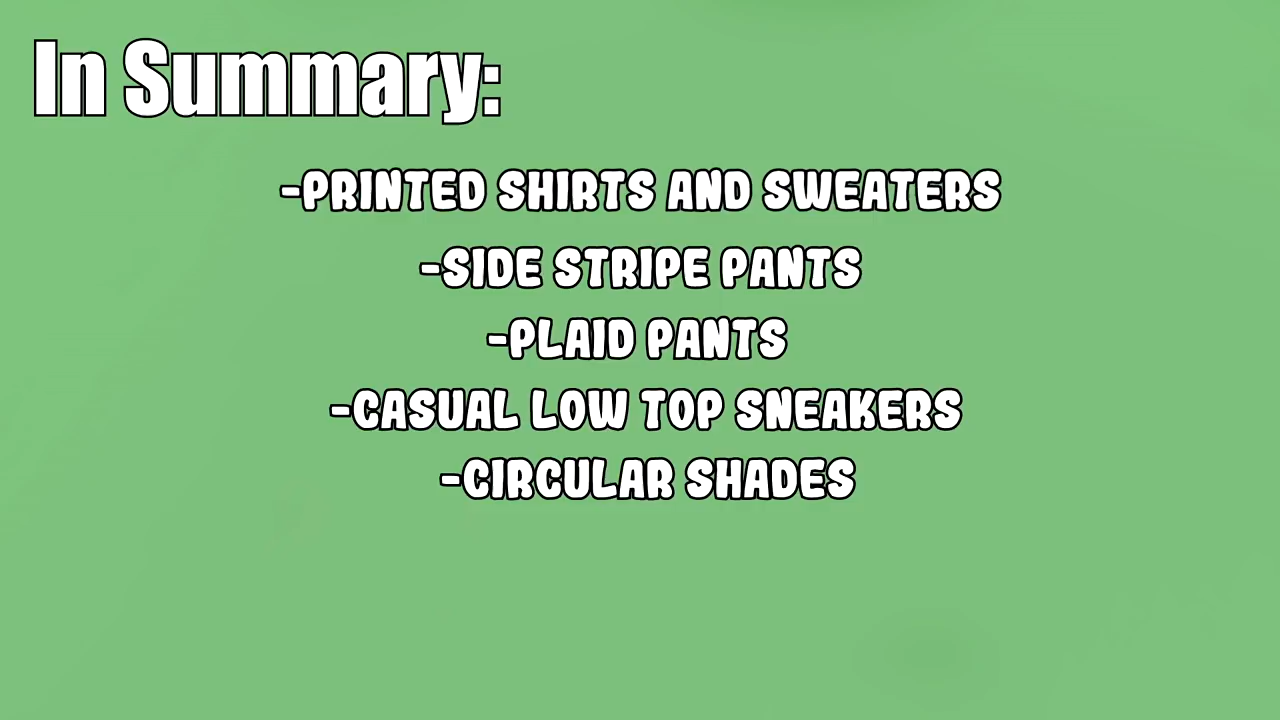 In Summary:
-PRINTED SHIRTS AND SWEATERS
-SIDE STRIPE PANTS
-PLAID PANTS
-CASUAL LOW TOP SNEAKERS
-CIRCULAR SHADES